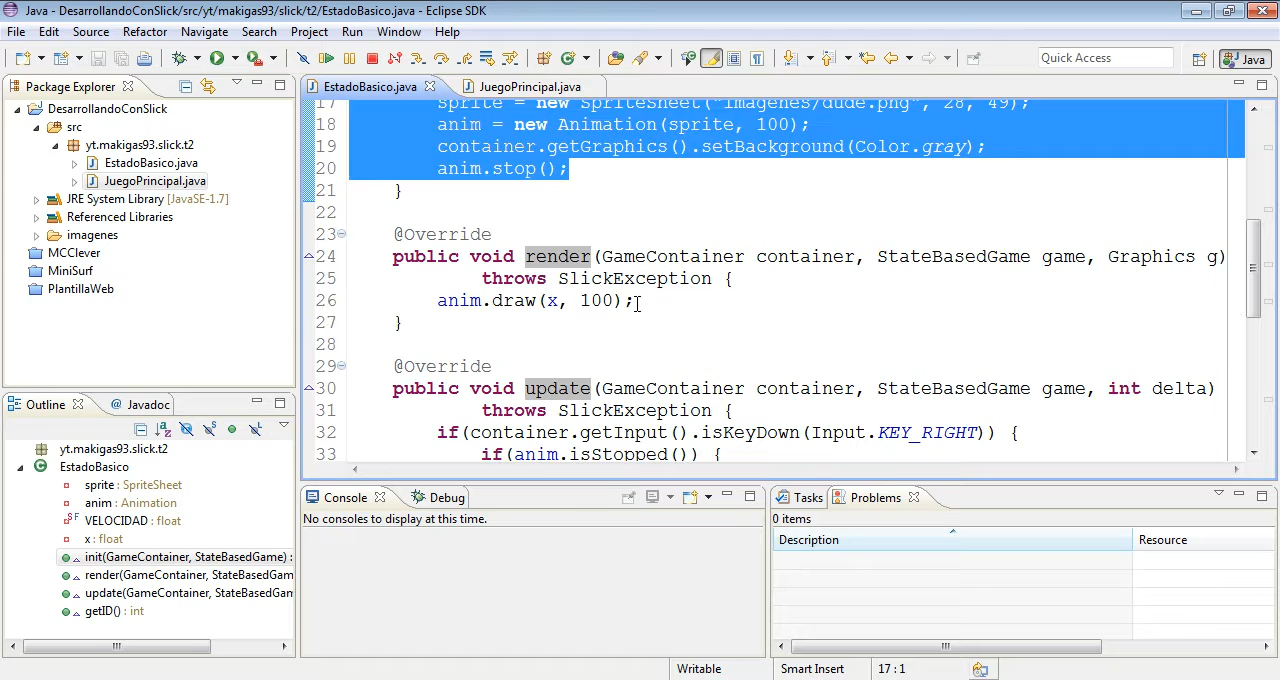 Java - DesarrollandoConSlick/src/yt/makigas93/slick/t2/EstadoBasico.java - Eclipse SDK
File Edit Source Refactor Navigate Search Project Run Window Help
Quick Access
Java
Package Explorer
EstadoBasico.java
JuegoPrincipal.java
DesarrollandoConSlick
src
yt.makigas93.slick.t2
EstadoBasico.java
JuegoPrincipal.java
JRE System Library [JavaSE-1.7]
Referenced Libraries
imagenes
MCClever
MiniSurf
PlantillaWeb
17 sprite = new SpriteSheet("imagenes/dude.png", 28, 49);
18 anim = new Animation(sprite, 100);
19 container.getGraphics().setBackground(Color.gray);
20 anim.stop();
21 }
22
23 @Override
24 public void render(GameContainer container, StateBasedGame game, Graphics g)
25 throws SlickException {
26 anim.draw(x, 100);
27 }
28
29 @Override
30 public void update(GameContainer container, StateBasedGame game, int delta)
31 throws SlickException {
32 if(container.getInput().isKeyDown(Input.KEY_RIGHT)) {
33 if(anim.isStopped()) {
Outline
@ Javadoc
yt.makigas93.slick.t2
EstadoBasico
sprite : SpriteSheet
anim : Animation
VELOCIDAD : float
x : float
init(GameContainer, StateBasedGame) :
render(GameContainer, StateBasedGam
update(GameContainer, StateBasedGam
getID() : int
Console
Debug
No consoles to display at this time.
Tasks
Problems
0 items
Description
Resource
Writable
Smart Insert
17 : 1